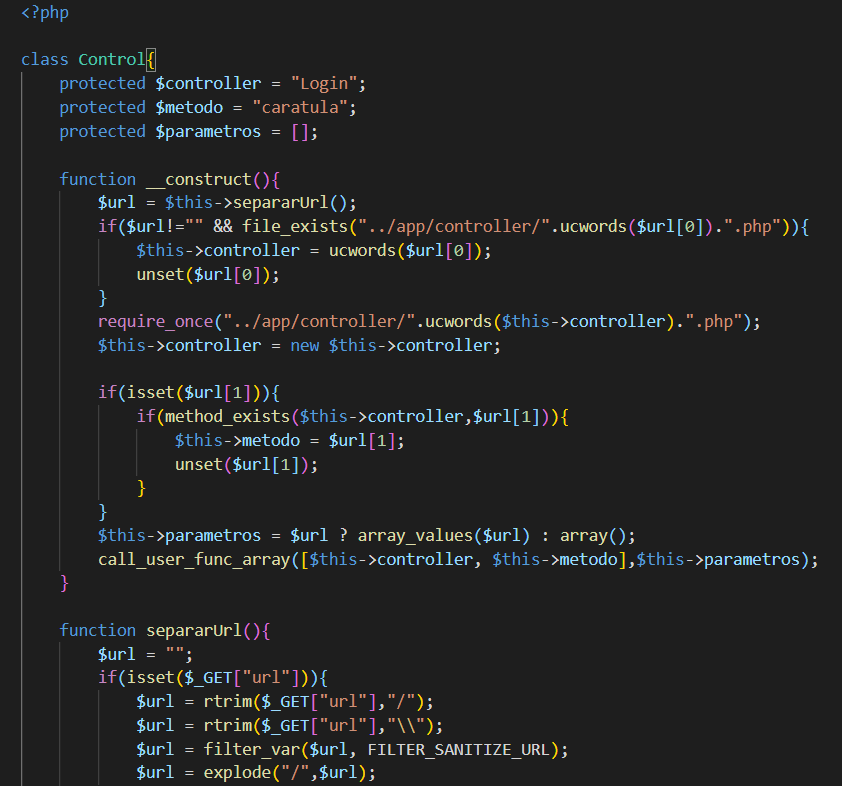 <?php
class Control{
protected $controller = "Login";
protected $metodo = "caratula";
protected $parametros = [];
function __construct(){
$url = $this->separarUrl();
if($url!="" && file_exists("../app/controller/".ucwords($url[0]).".php")){
$this->controller = ucwords($url[0]);
unset($url[0]);
}
require_once("../app/controller/".ucwords($this->controller).".php");
$this->controller = new $this->controller;
if(isset($url[1])){
if(method_exists($this->controller,$url[1])){
$this->metodo = $url[1];
unset($url[1]);
}
}
$this->parametros = $url ? array_values($url) : array();
call_user_func_array([$this->controller, $this->metodo],$this->parametros);
}
function separarUrl(){
$url = "";
if(isset($_GET["url"])){
$url = rtrim($_GET["url"],"/");
$url = rtrim($_GET["url"],"\\");
$url = filter_var($url, FILTER_SANITIZE_URL);
$url = explode("/",$url);